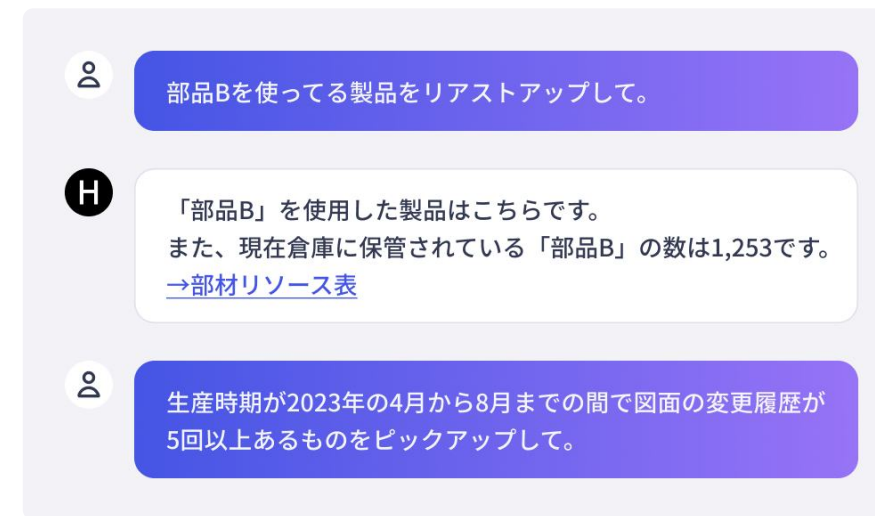 部品Bを使ってる製品をリアストアップして。
H
「部品B」を使用した製品はこちらです。
また、現在倉庫に保管されている「部品B」の数は1,253です。
→部材リソース表
生産時期が2023年の4月から8月までの間で図面の変更履歴が
5回以上あるものをピックアップして。